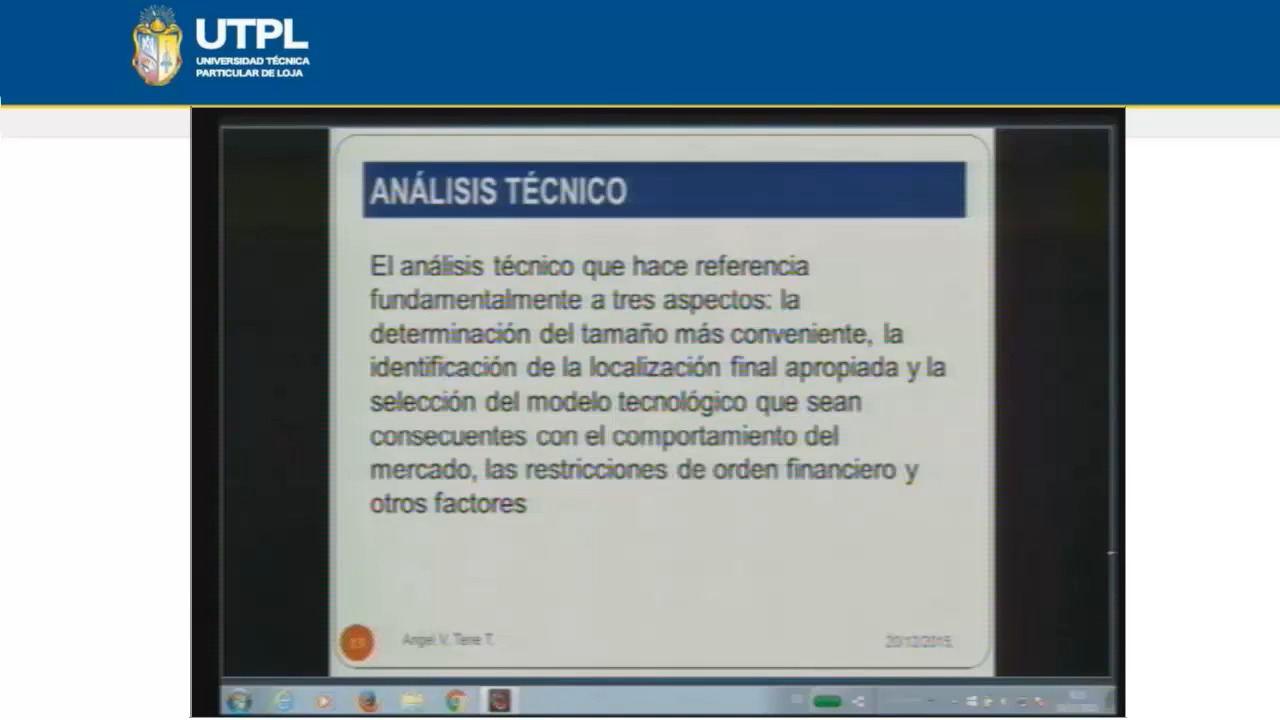 UTPL
UNIVERSIDAD TÉCNICA
PARTICULAR DE LOJA
ANÁLISIS TÉCNICO
El análisis técnico que hace referencia
fundamentalmente a tres aspectos: la
determinación del tamaño más conveniente, la
identificación de la localización final apropiada y la
selección del modelo tecnológico que sean
consecuentes con el comportamiento del
mercado, las restricciones de orden financiero y
otros factores
Angel V. Tene T.
20/12/2015